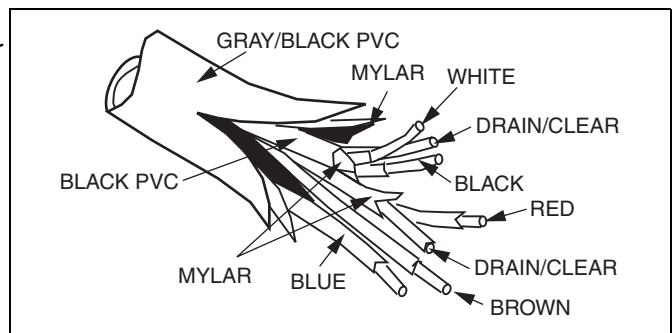 GRAY/BLACK PVC
MYLAR
WHITE
DRAIN/CLEAR
BLACK PVC
BLACK
RED
MYLAR
BLUE
DRAIN/CLEAR
BROWN